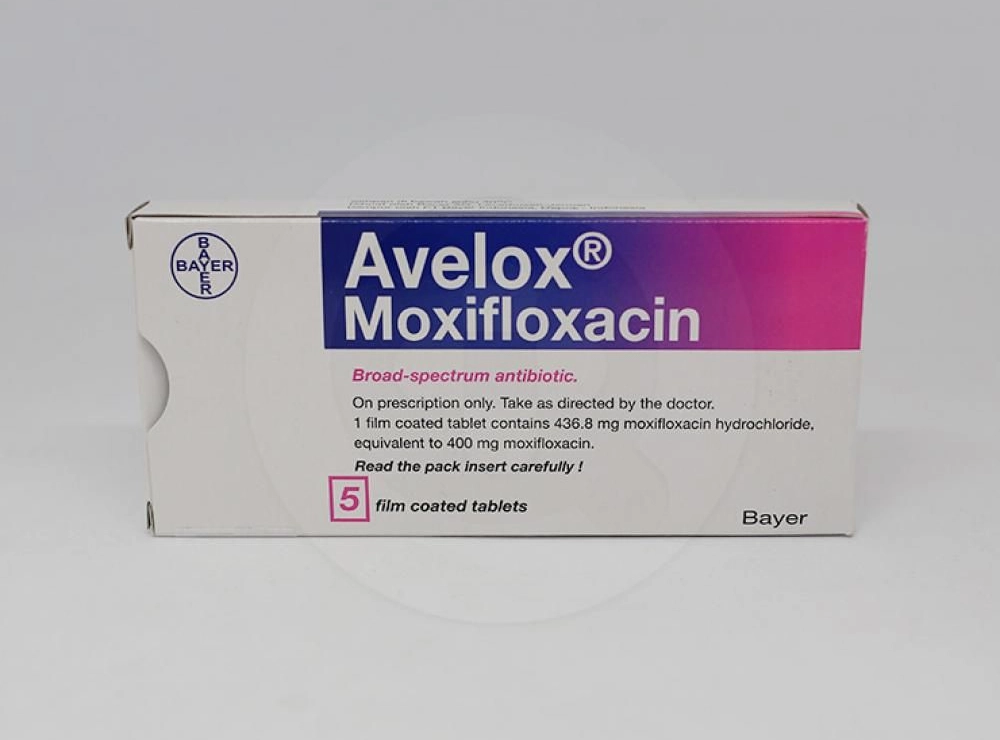 BAYER
BAYER
Avelox®
Moxifloxacin
Broad-spectrum antibiotic.
On prescription only. Take as directed by the doctor.
1 film coated tablet contains 436.8 mg moxifloxacin hydrochloride,
equivalent to 400 mg moxifloxacin.
Read the pack insert carefully !
5 film coated tablets
Bayer